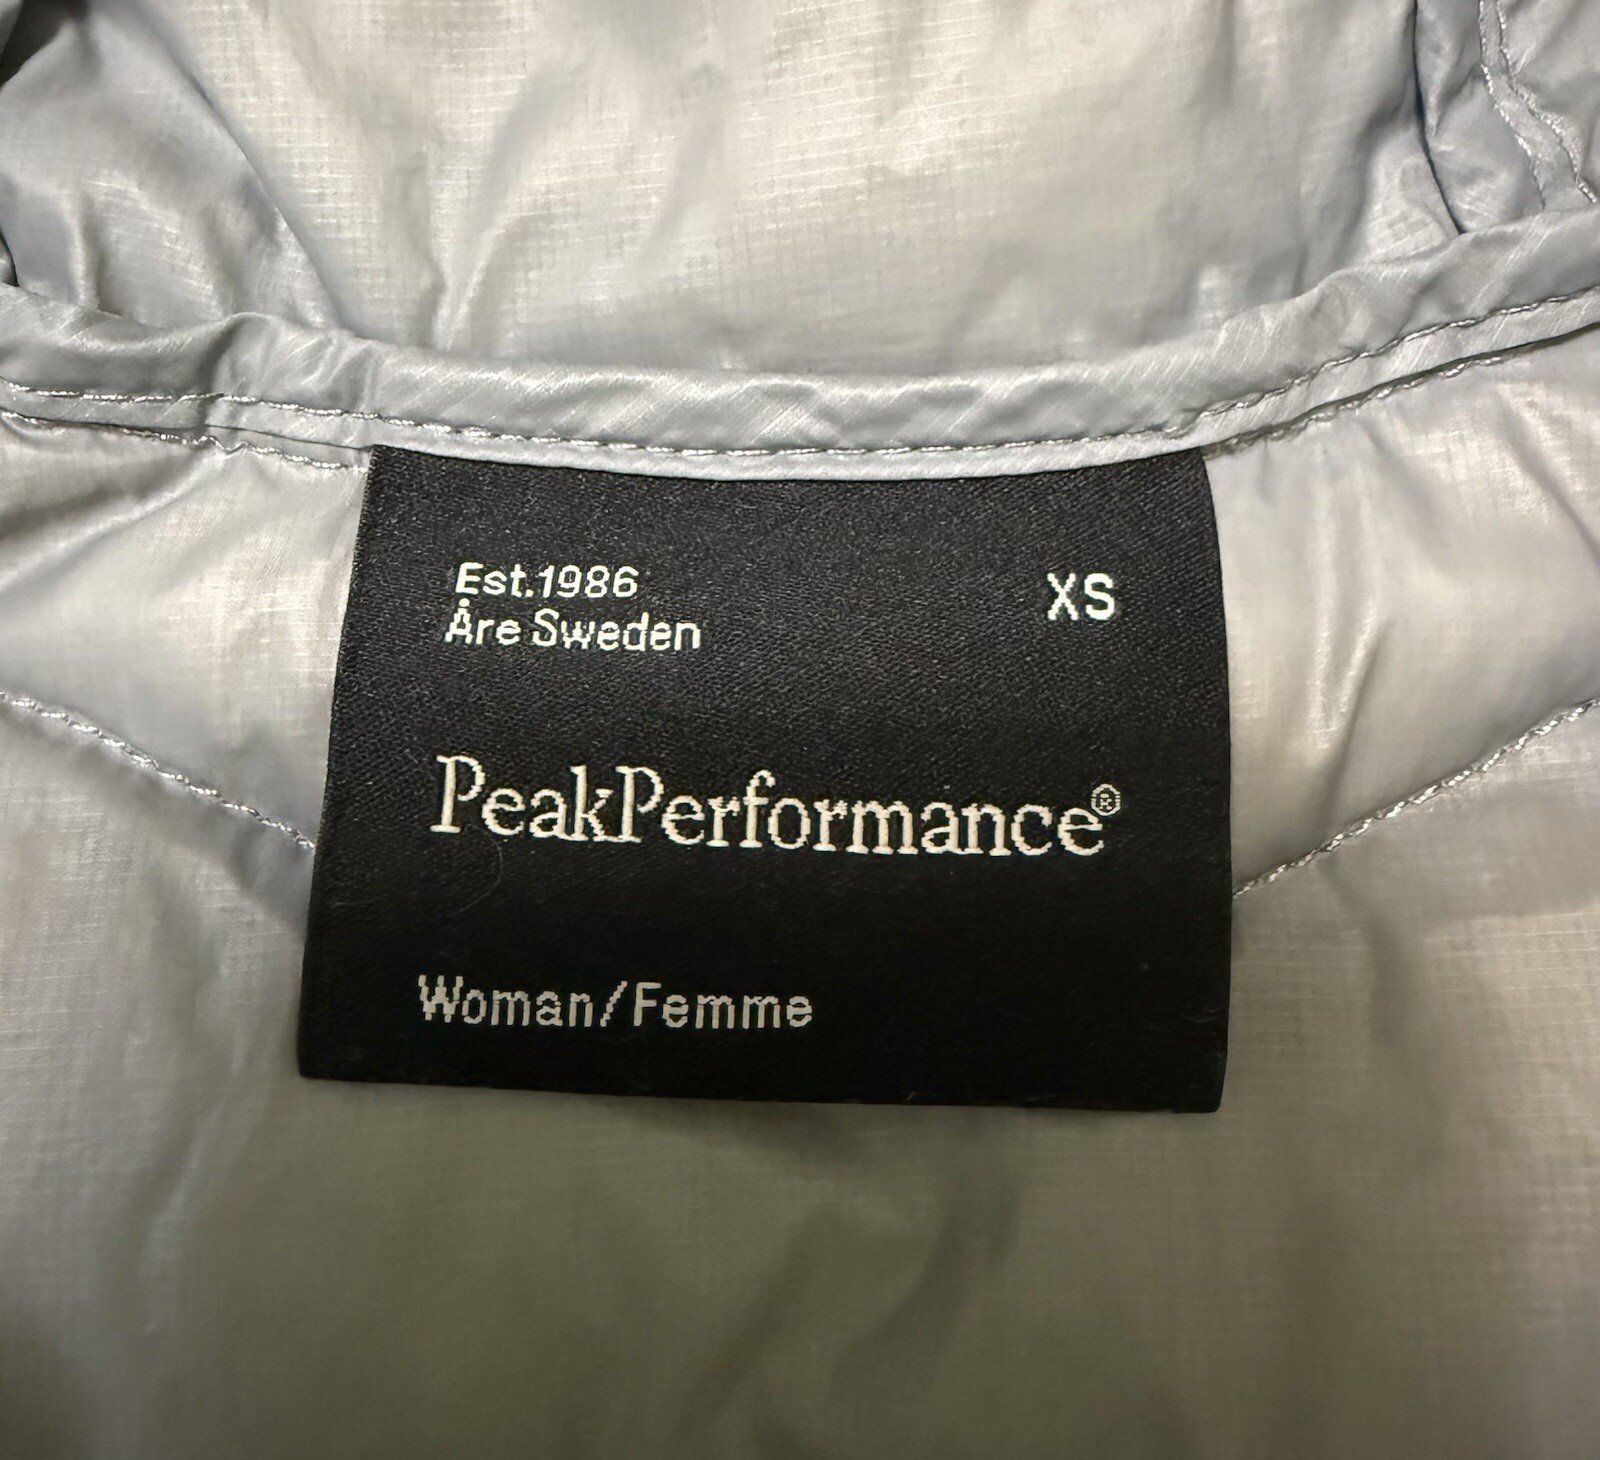 Est.1986
Åre Sweden
XS
PeakPerformance®
Woman/Femme